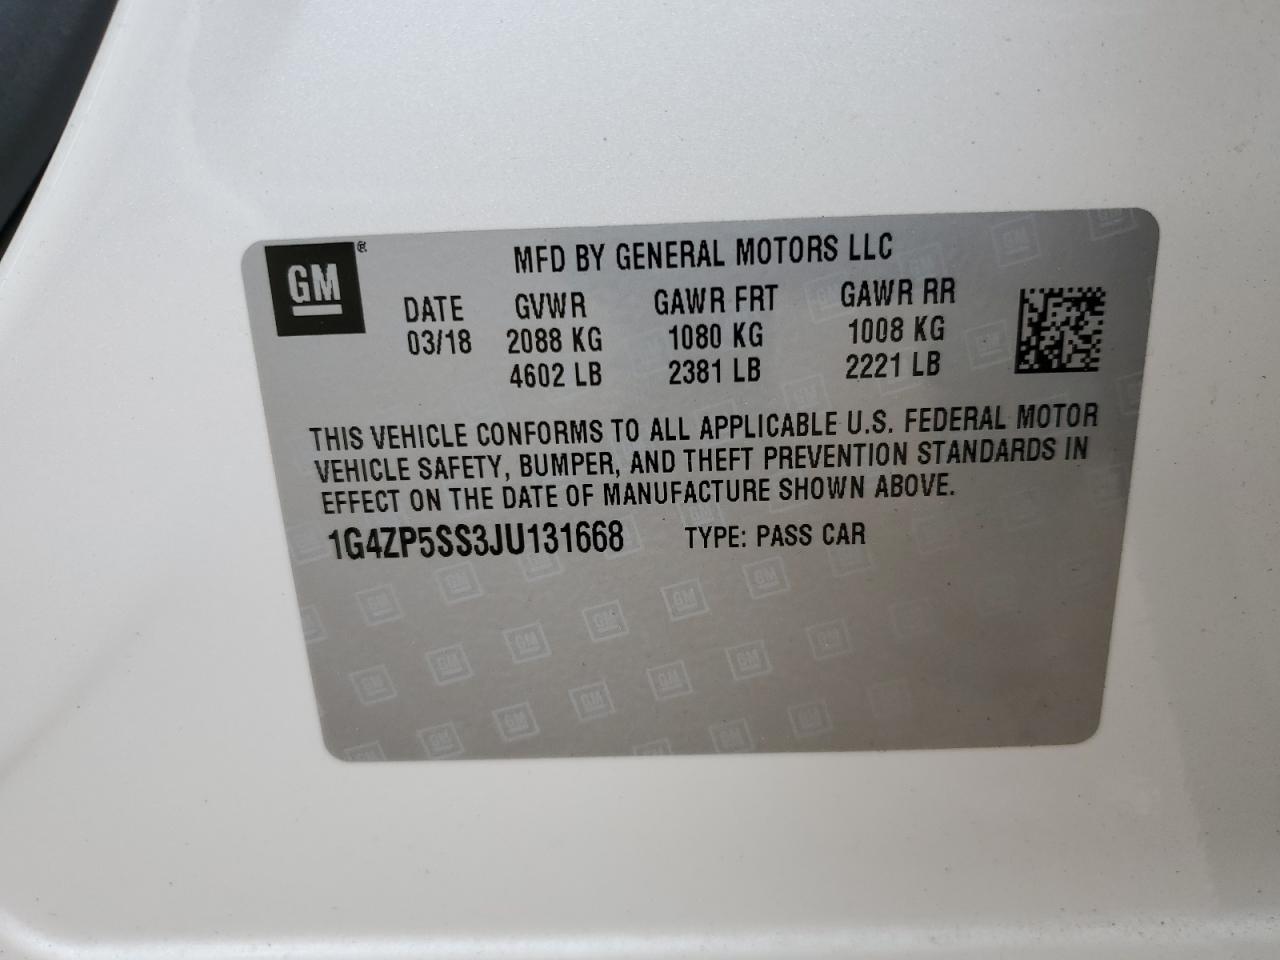 GM®
MFD BY GENERAL MOTORS LLC
DATE GVWR GAWR FRT GAWR RR
03/18 2088 KG 1080 KG 1008 KG
4602 LB 2381 LB 2221 LB
THIS VEHICLE CONFORMS TO ALL APPLICABLE U.S. FEDERAL MOTOR
VEHICLE SAFETY, BUMPER, AND THEFT PREVENTION STANDARDS IN
EFFECT ON THE DATE OF MANUFACTURE SHOWN ABOVE.
1G4ZP5SS3JU131668 TYPE: PASS CAR